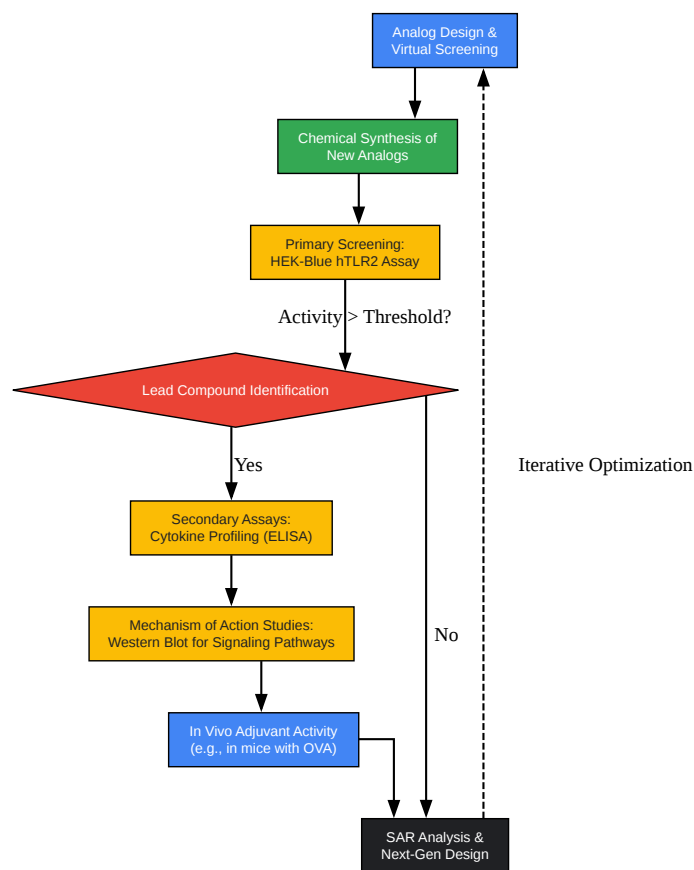 Analog Design &
Virtual Screening
Chemical Synthesis of
New Analogs
Primary Screening:
HEK-Blue hTLR2 Assay
Activity > Threshold?
Lead Compound Identification
Yes
Iterative Optimization
Secondary Assays:
Cytokine Profiling (ELISA)
Mechanism of Action Studies:
Western Blot for Signaling Pathways
No
In Vivo Adjuvant Activity
(e.g., in mice with OVA)
SAR Analysis &
Next-Gen Design